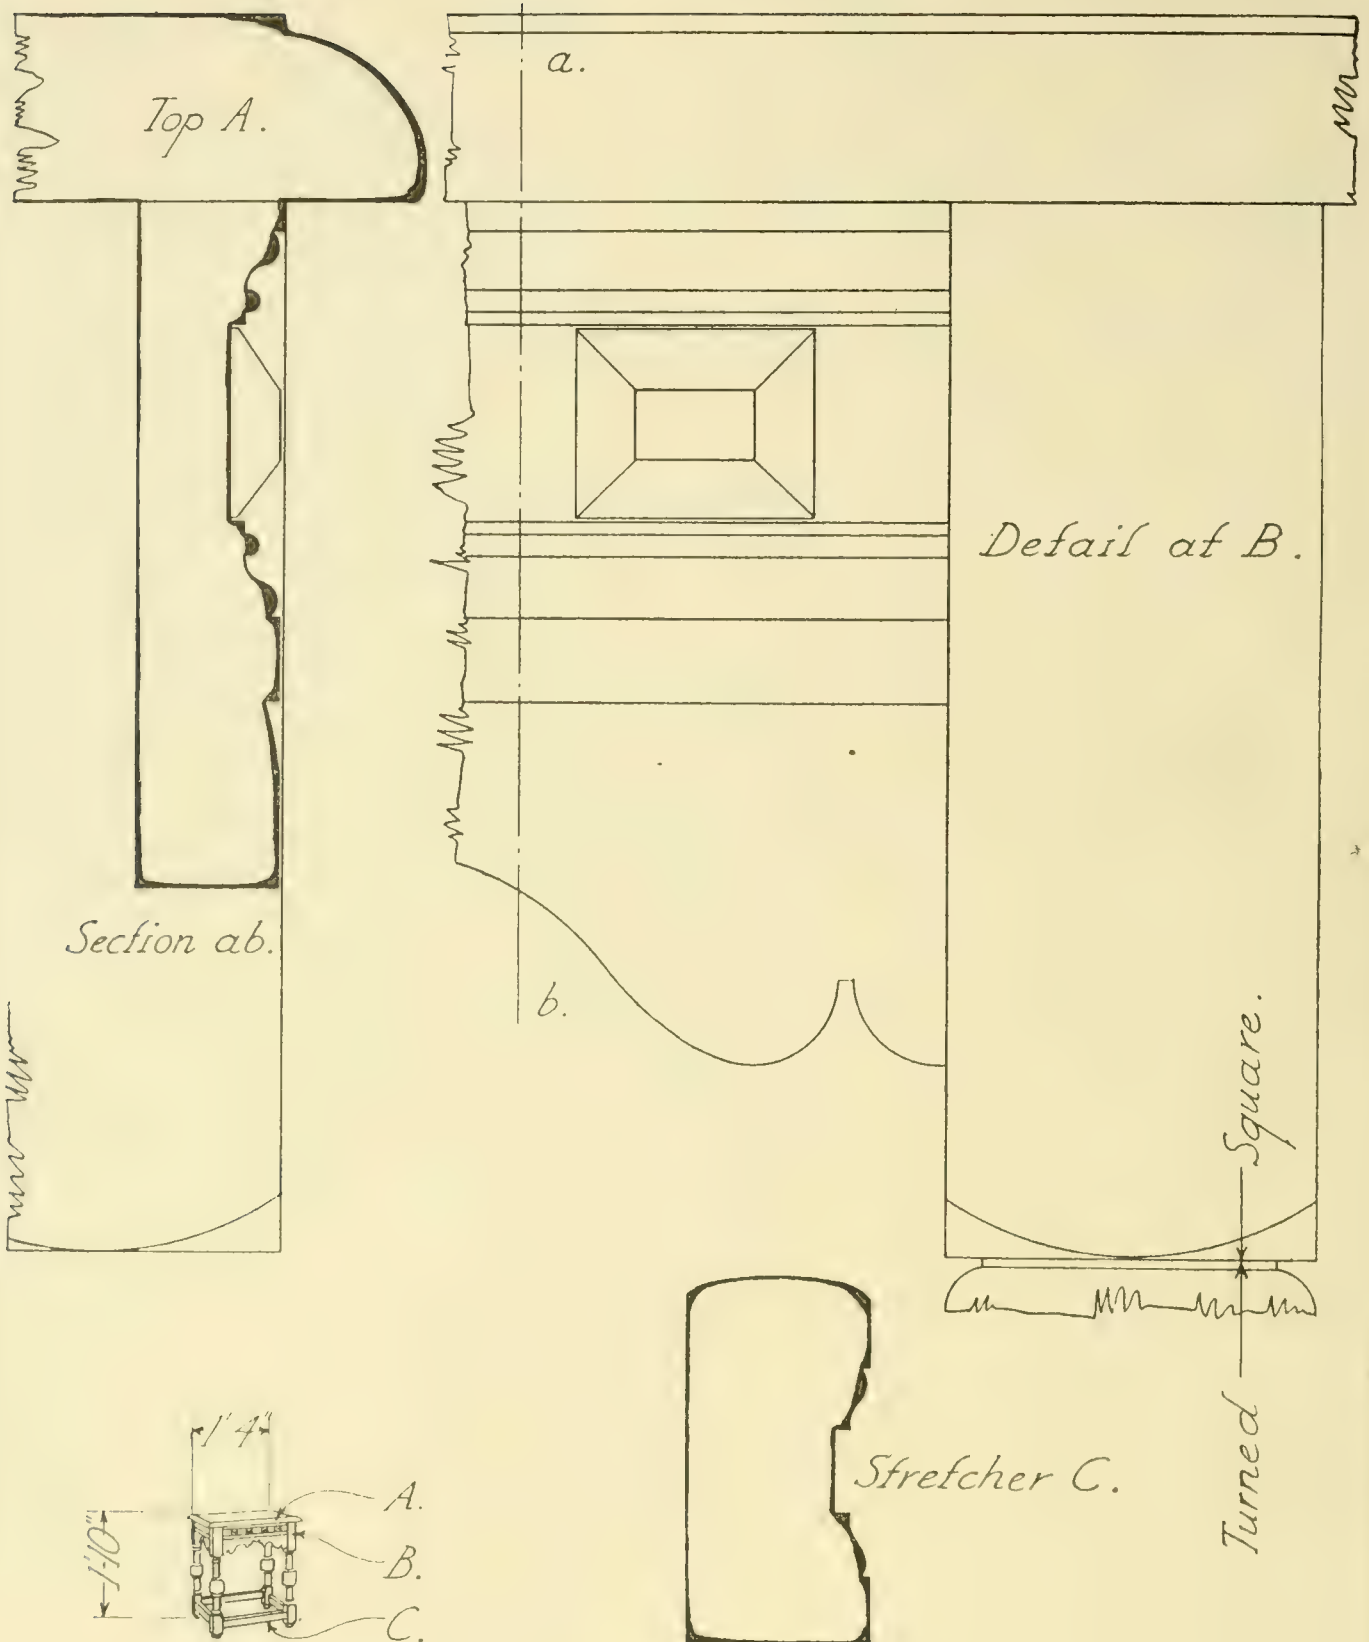 a.
Top A.
Detail at B.
Section ab.
b.
Square.
Turned
Stretcher C.
1'4"
1'-10"
A.
B.
C.